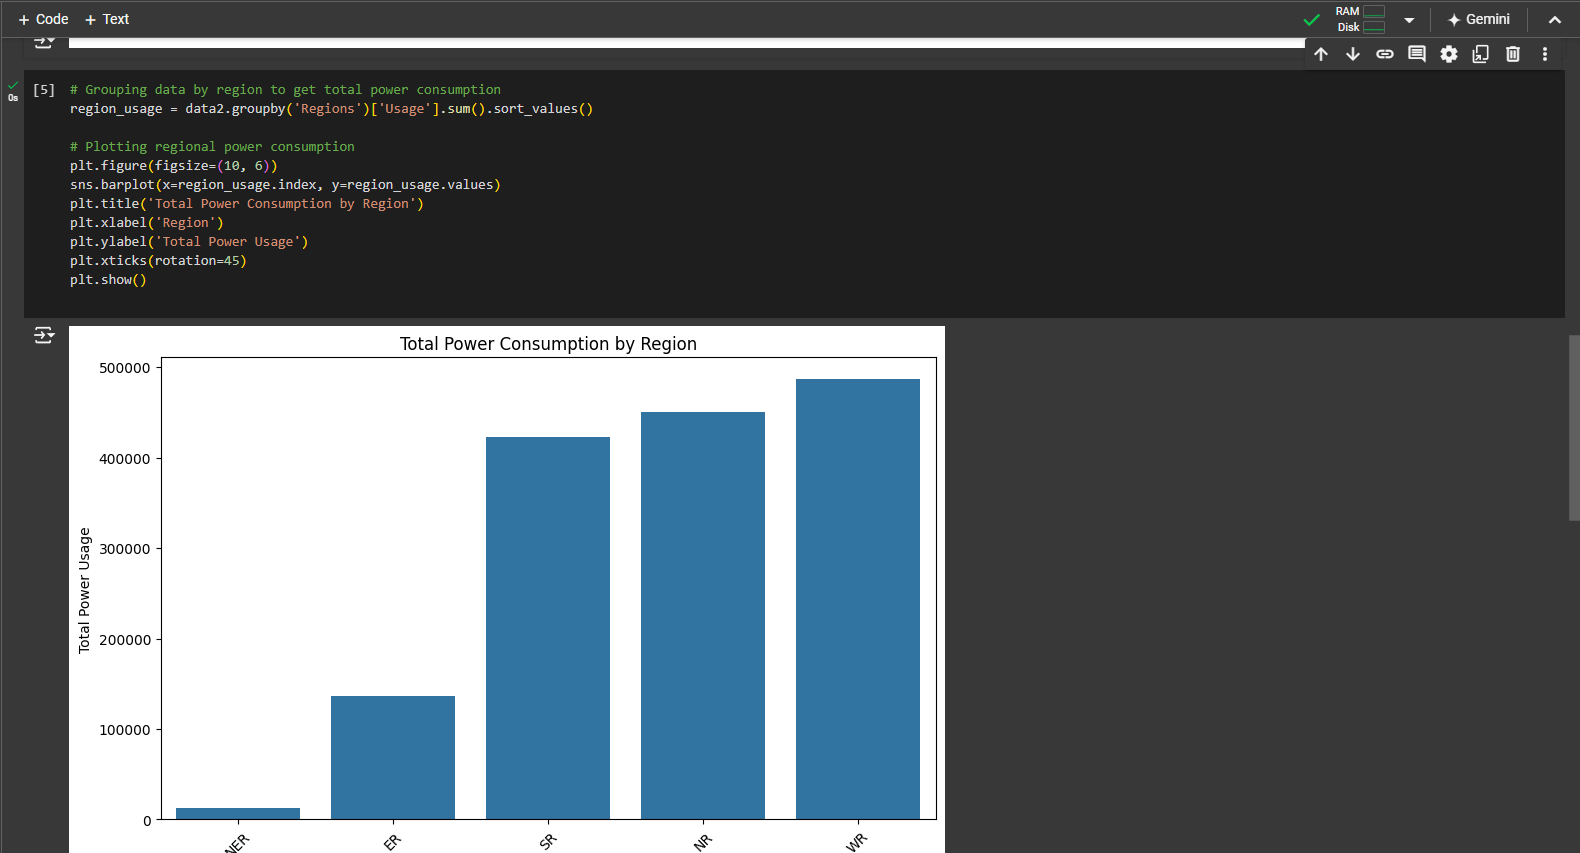 + Code + Text
RAM
Disk
Gemini
0s
[5]
# Grouping data by region to get total power consumption
region_usage = data2.groupby('Regions')['Usage'].sum().sort_values()
# Plotting regional power consumption
plt.figure(figsize=(10, 6))
sns.barplot(x=region_usage.index, y=region_usage.values)
plt.title('Total Power Consumption by Region')
plt.xlabel('Region')
plt.ylabel('Total Power Usage')
plt.xticks(rotation=45)
plt.show()
Total Power Consumption by Region
500000
400000
300000
200000
100000
0
Total Power Usage
NER
ER
SR
NR
WR